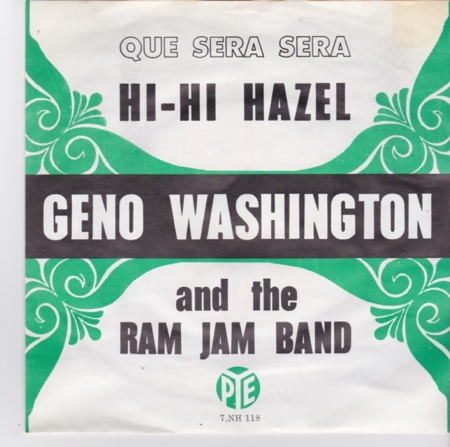 QUE SERA SERA
HI-HI HAZEL
GENO WASHINGTON
and the
RAM JAM BAND
PYE
7.NH 118